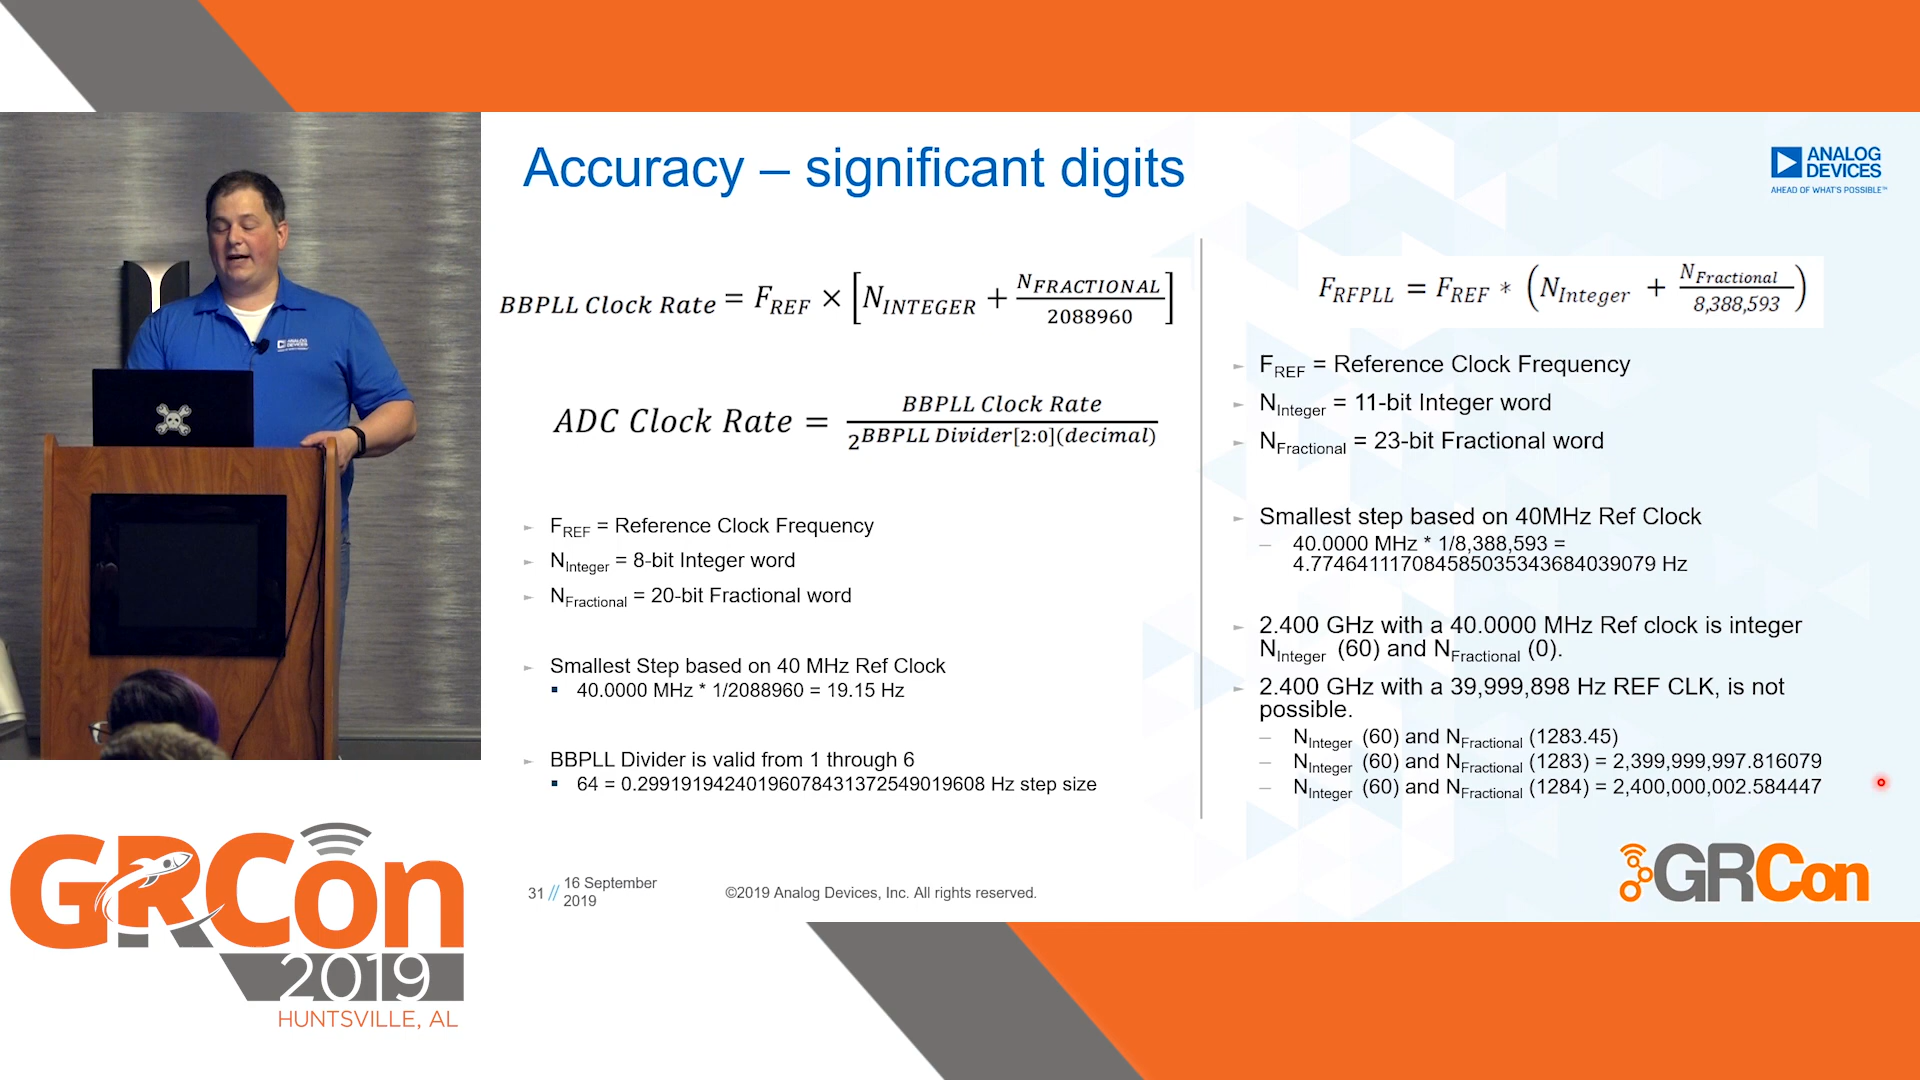 Accuracy – significant digits
ANALOG
DEVICES
AHEAD OF WHAT'S POSSIBLE™
BBPLL Clock Rate = F_REF × [N_INTEGER + N_FRACTIONAL / 2088960]
ADC Clock Rate = BBPLL Clock Rate / 2^BBPLL Divider[2:0](decimal)
► F_REF = Reference Clock Frequency
► N_Integer = 8-bit Integer word
► N_Fractional = 20-bit Fractional word
► Smallest Step based on 40 MHz Ref Clock
▪ 40.0000 MHz * 1/2088960 = 19.15 Hz
► BBPLL Divider is valid from 1 through 6
▪ 64 = 0.29919194240196078431372549019608 Hz step size
F_RFPLL = F_REF * (N_Integer + N_Fractional / 8,388,593)
► F_REF = Reference Clock Frequency
► N_Integer = 11-bit Integer word
► N_Fractional = 23-bit Fractional word
► Smallest step based on 40MHz Ref Clock
– 40.0000 MHz * 1/8,388,593 =
4.7746411170845850353436840390​79 Hz
► 2.400 GHz with a 40.0000 MHz Ref clock is integer
N_Integer (60) and N_Fractional (0).
► 2.400 GHz with a 39,999,898 Hz REF CLK, is not
possible.
– N_Integer (60) and N_Fractional (1283.45)
– N_Integer (60) and N_Fractional (1283) = 2,399,999,997.816079
– N_Integer (60) and N_Fractional (1284) = 2,400,000,002.584447
31 // 16 September
2019
©2019 Analog Devices, Inc. All rights reserved.
GRCon
ANALOG
DEVICES
GRCon
2019
HUNTSVILLE, AL